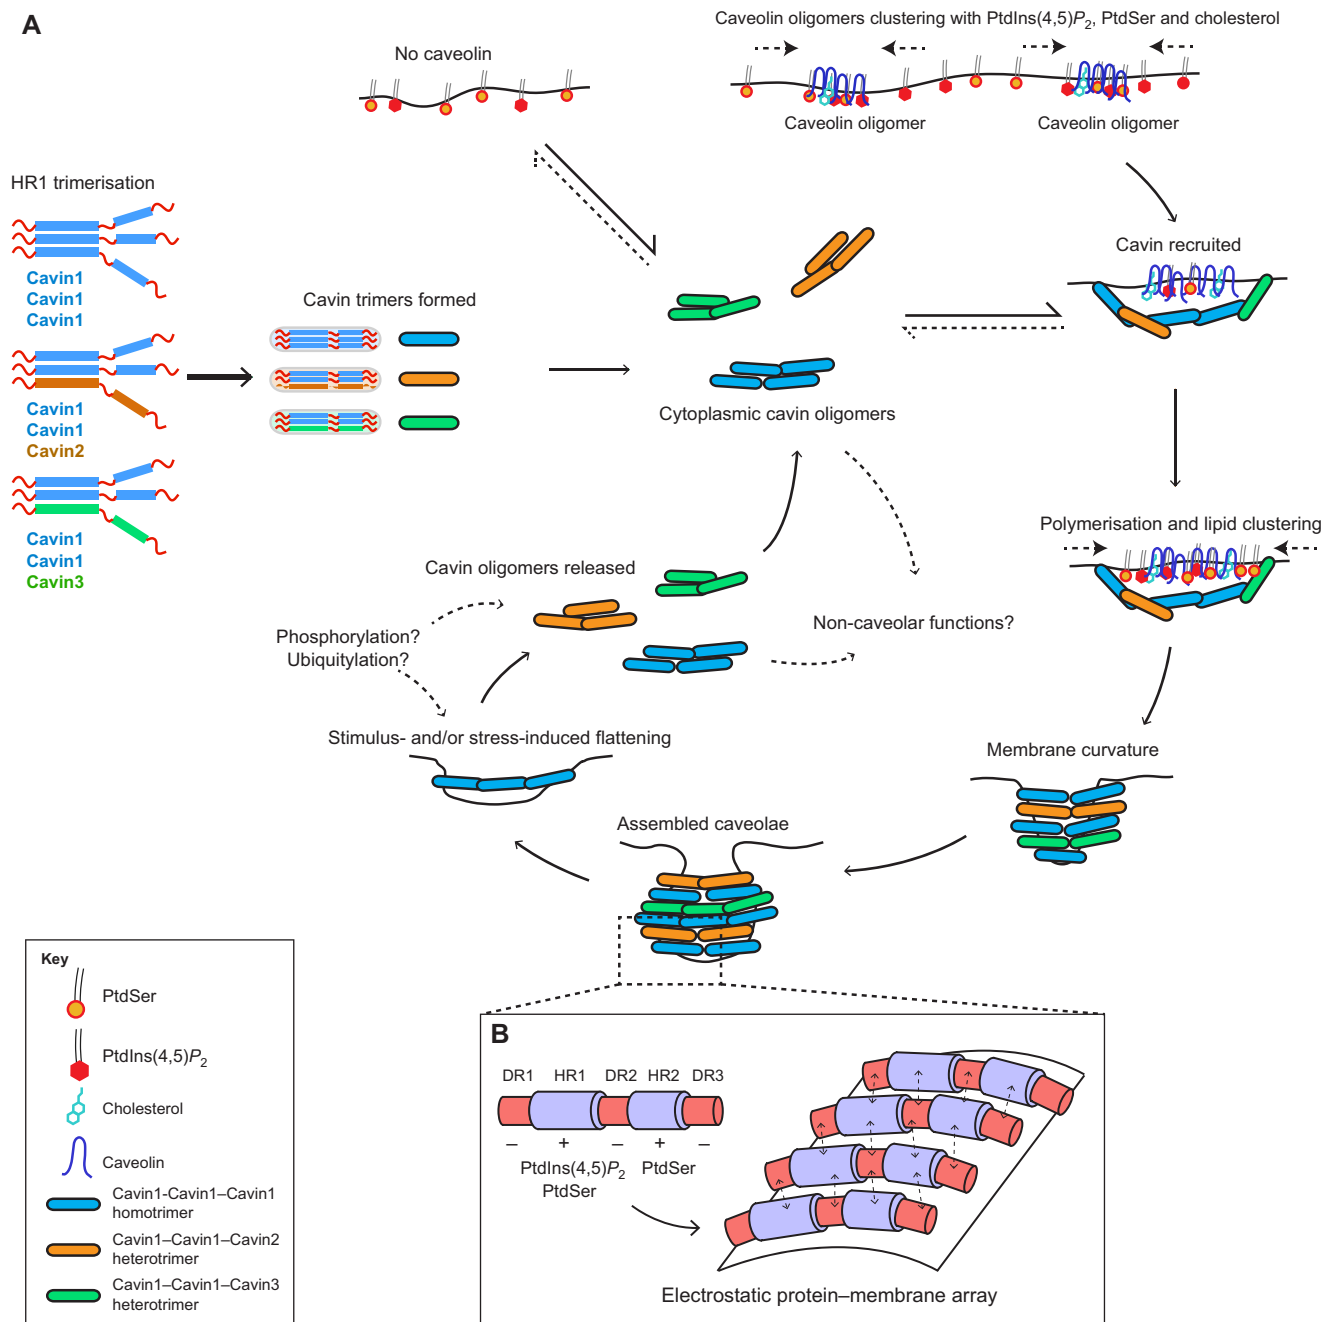 A
Caveolin oligomers clustering with PtdIns(4,5)P2, PtdSer and cholesterol
No caveolin
Caveolin oligomer
Caveolin oligomer
HR1 trimerisation
Cavin1
Cavin1
Cavin1
Cavin1
Cavin1
Cavin2
Cavin1
Cavin1
Cavin3
Cavin trimers formed
Cytoplasmic cavin oligomers
Cavin recruited
Polymerisation and lipid clustering
Cavin oligomers released
Phosphorylation?
Ubiquitylation?
Non-caveolar functions?
Stimulus- and/or stress-induced flattening
Membrane curvature
Assembled caveolae
Key
PtdSer
PtdIns(4,5)P2
Cholesterol
Caveolin
Cavin1-Cavin1–Cavin1
homotrimer
Cavin1–Cavin1–Cavin2
heterotrimer
Cavin1–Cavin1–Cavin3
heterotrimer
B
DR1 HR1 DR2 HR2 DR3
– + – + –
PtdIns(4,5)P2 PtdSer
PtdSer
Electrostatic protein–membrane array